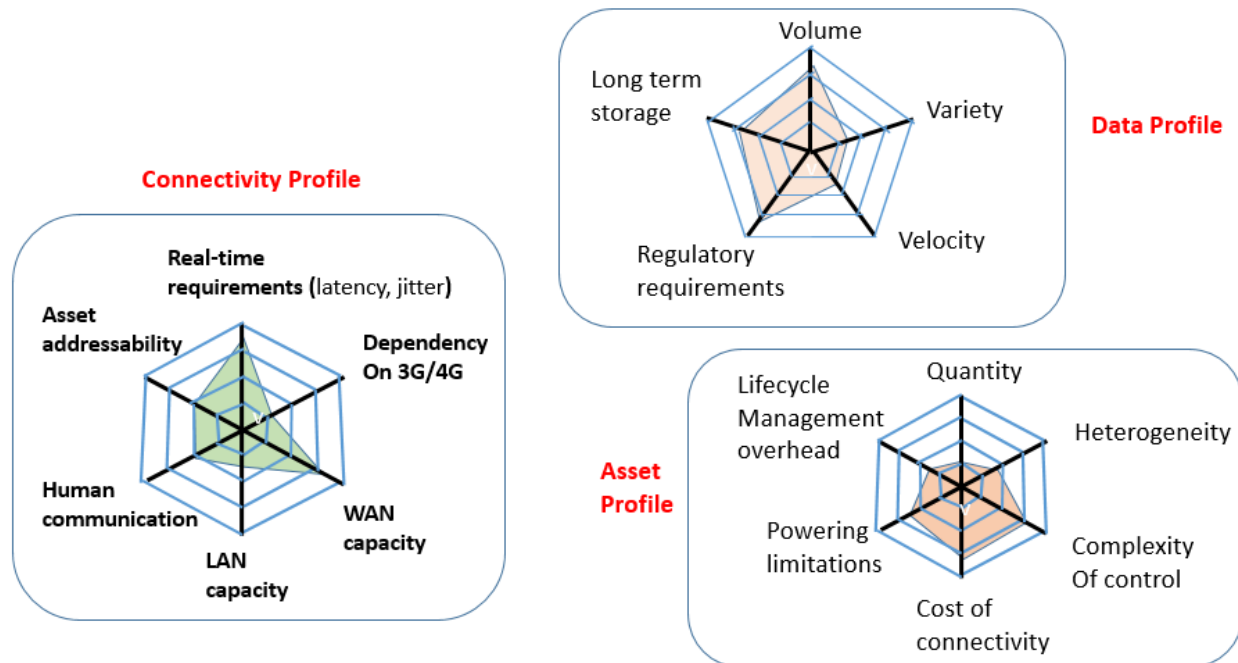 Connectivity Profile
Real-time
requirements (latency, jitter)
Asset
addressability
Dependency
On 3G/4G
Human
communication
WAN
capacity
LAN
capacity
Volume
Long term
storage
Variety
Regulatory
requirements
Velocity
v
Data Profile
Asset
Profile
Quantity
Lifecycle
Management
overhead
Heterogeneity
Powering
limitations
Complexity
Of control
Cost of
connectivity
v
v